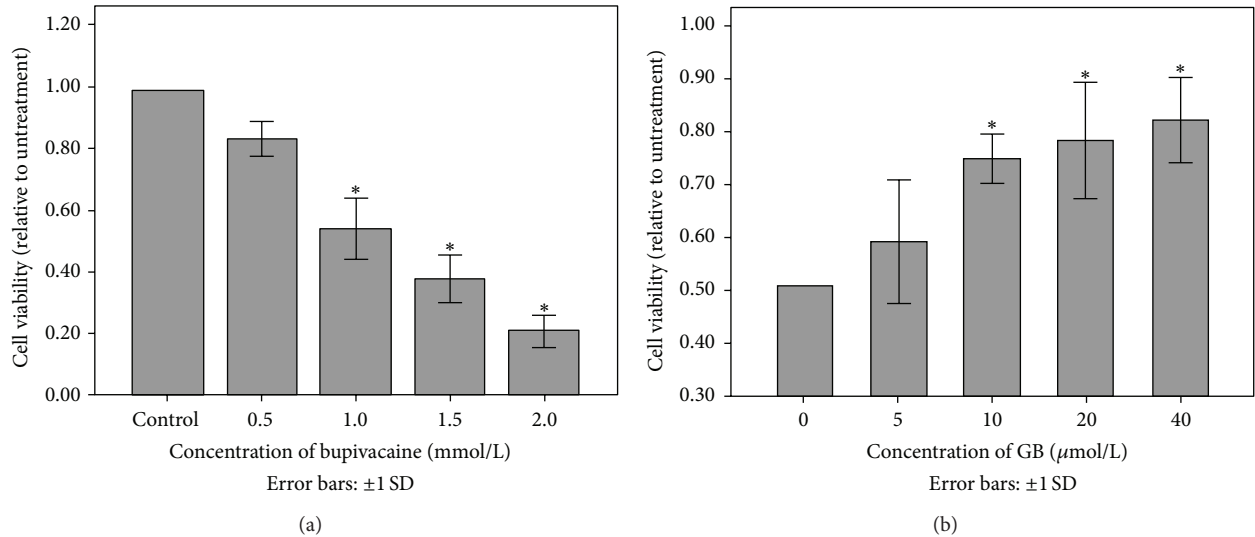 1.20
1.00
0.80
0.60
0.40
0.20
0.00
Cell viability (relative to untreatment)
*
*
*
Control 0.5 1.0 1.5 2.0
Concentration of bupivacaine (mmol/L)
Error bars: ±1 SD
(a)
1.00
0.90
0.80
0.70
0.60
0.50
0.40
0.30
Cell viability (relative to untreatment)
*
*
*
0 5 10 20 40
Concentration of GB (μmol/L)
Error bars: ±1 SD
(b)